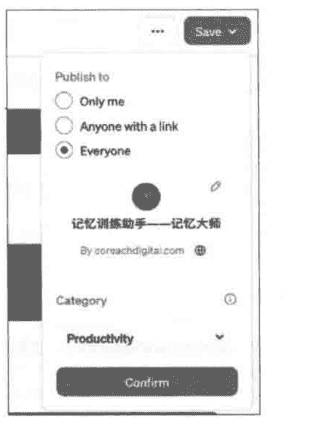 ...
Save
Publish to
Only me
Anyone with a link
Everyone
记忆训练助手——记忆大师
By coreachdigital.com
Category
Productivity
Confirm